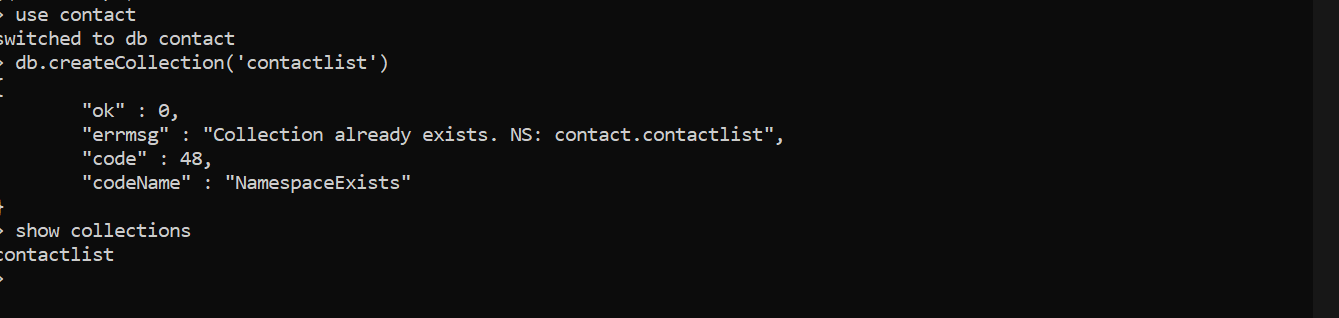 > use contact
switched to db contact
> db.createCollection('contactlist')
{
        "ok" : 0,
        "errmsg" : "Collection already exists. NS: contact.contactlist",
        "code" : 48,
        "codeName" : "NamespaceExists"
}
> show collections
contactlist
>